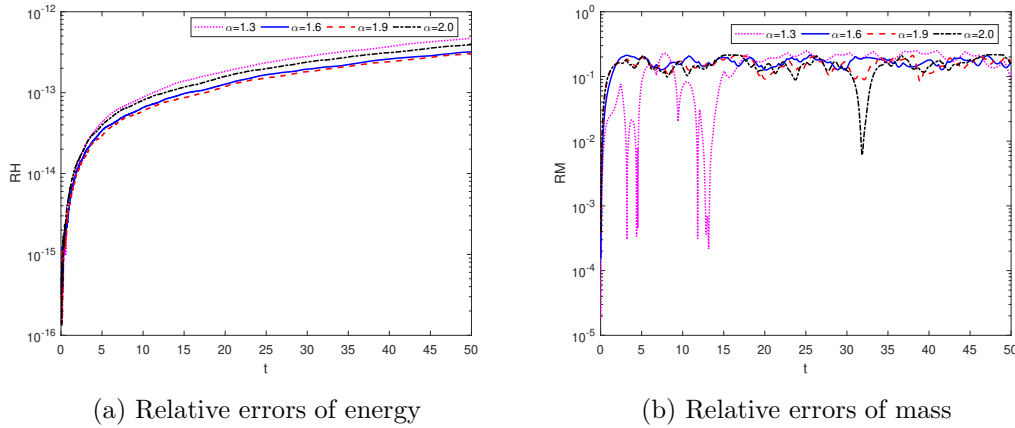 α=1.3 α=1.6 α=1.9 α=2.0
10^-12
10^-13
10^-14
10^-15
10^-16
RH
0 5 10 15 20 25 30 35 40 45 50
t
(a) Relative errors of energy
α=1.3 α=1.6 α=1.9 α=2.0
10^0
10^-1
10^-2
10^-3
10^-4
10^-5
RM
0 5 10 15 20 25 30 35 40 45 50
t
(b) Relative errors of mass